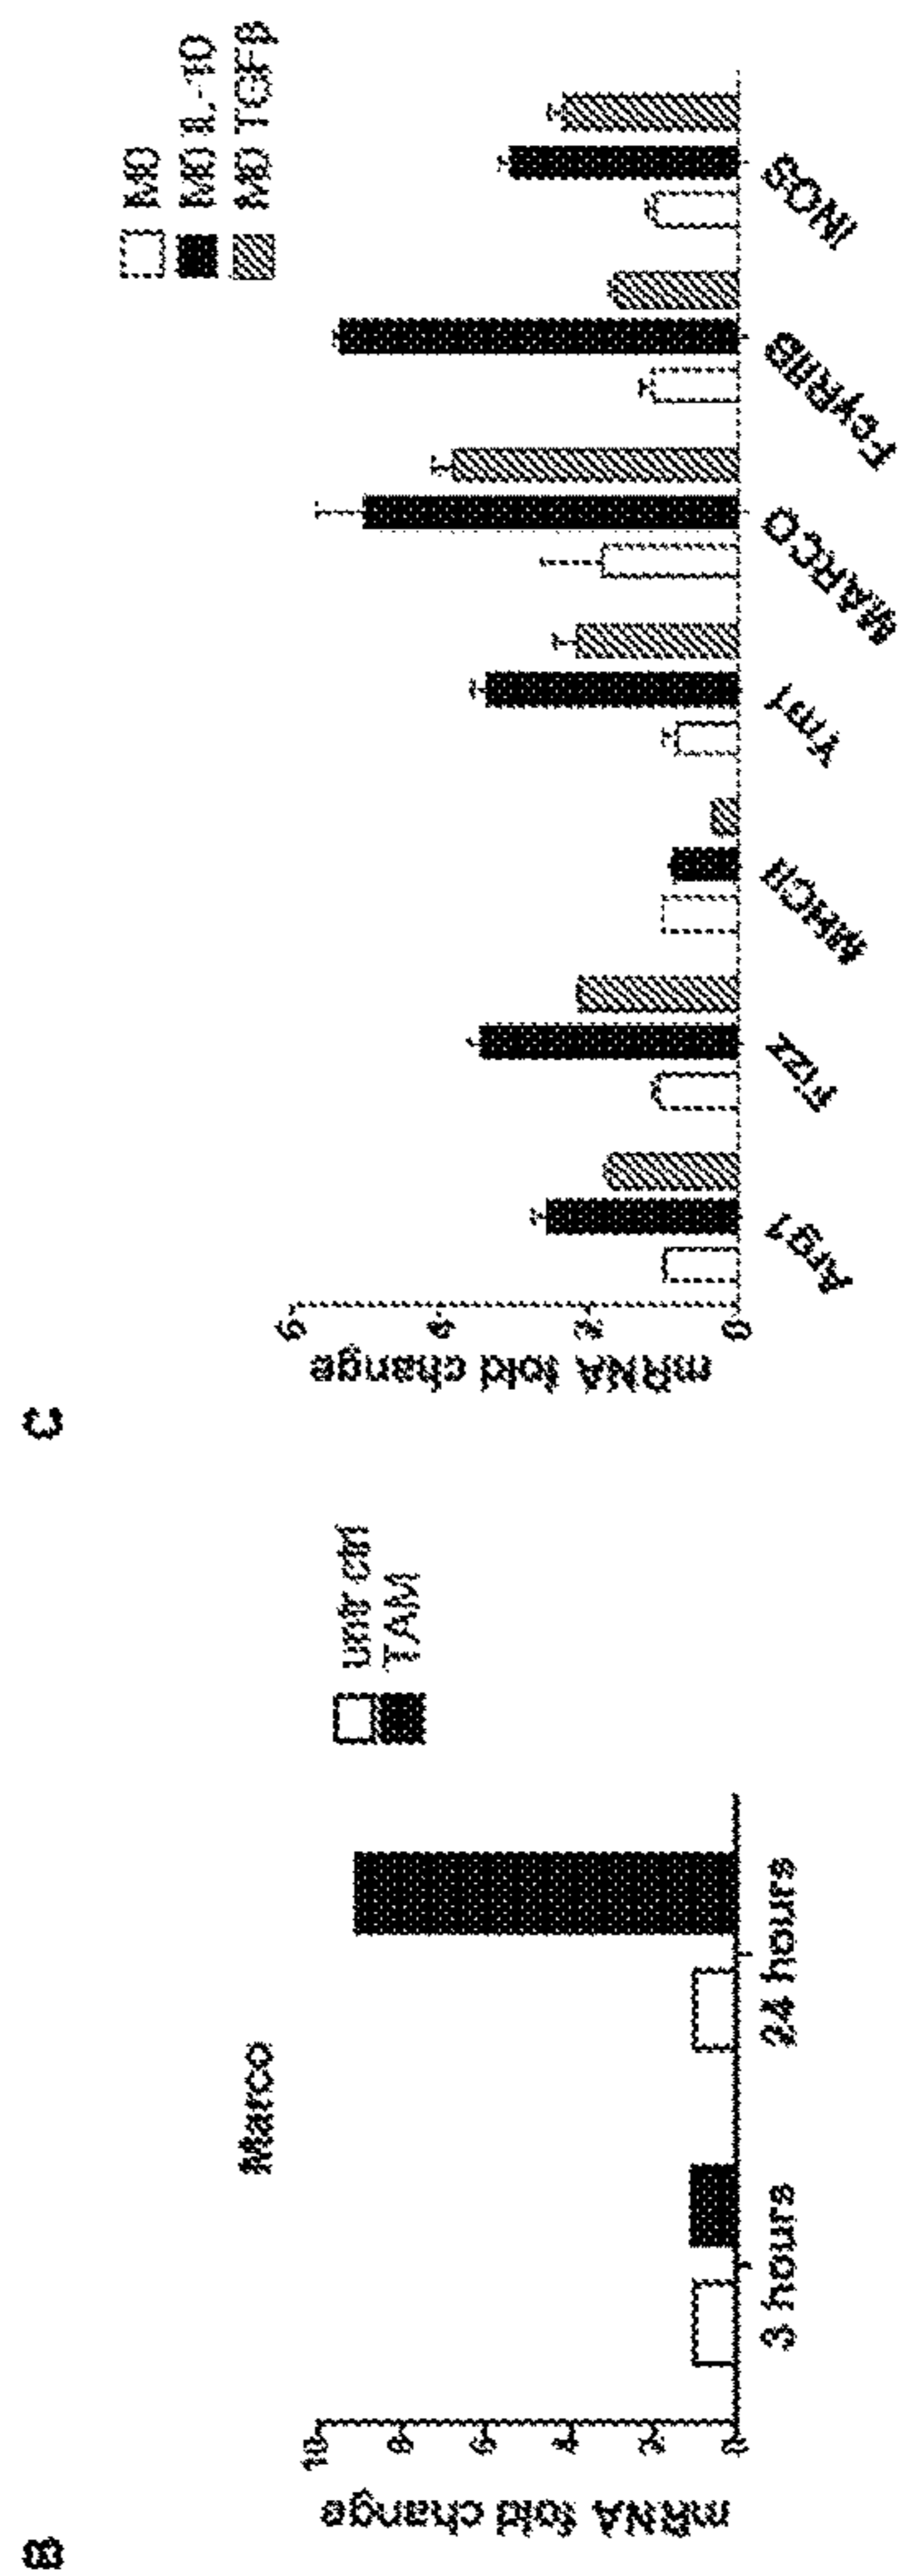 B
Marco
mRNA fold change
10
8
6
4
2
0
3 hours
24 hours
untr ctrl
TAM
C
mRNA fold change
6
4
2
0
Arg1
Fizz
MHCII
Ym1
MARCO
FcγRIIB
iNOS
M0
M0 IL-10
M0 TGFβ